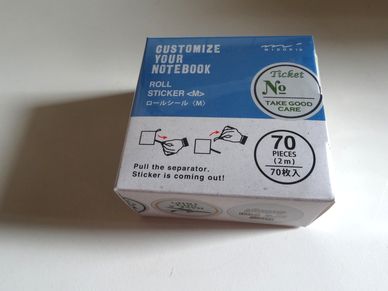 CUSTOMIZE
YOUR
NOTEBOOK
MIDORI
ROLL
STICKER <M>
ロールシール〈M〉
Ticket
No
TAKE GOOD
CARE
70
PIECES
(2m)
70枚入
Pull the separator.
Sticker is coming out!